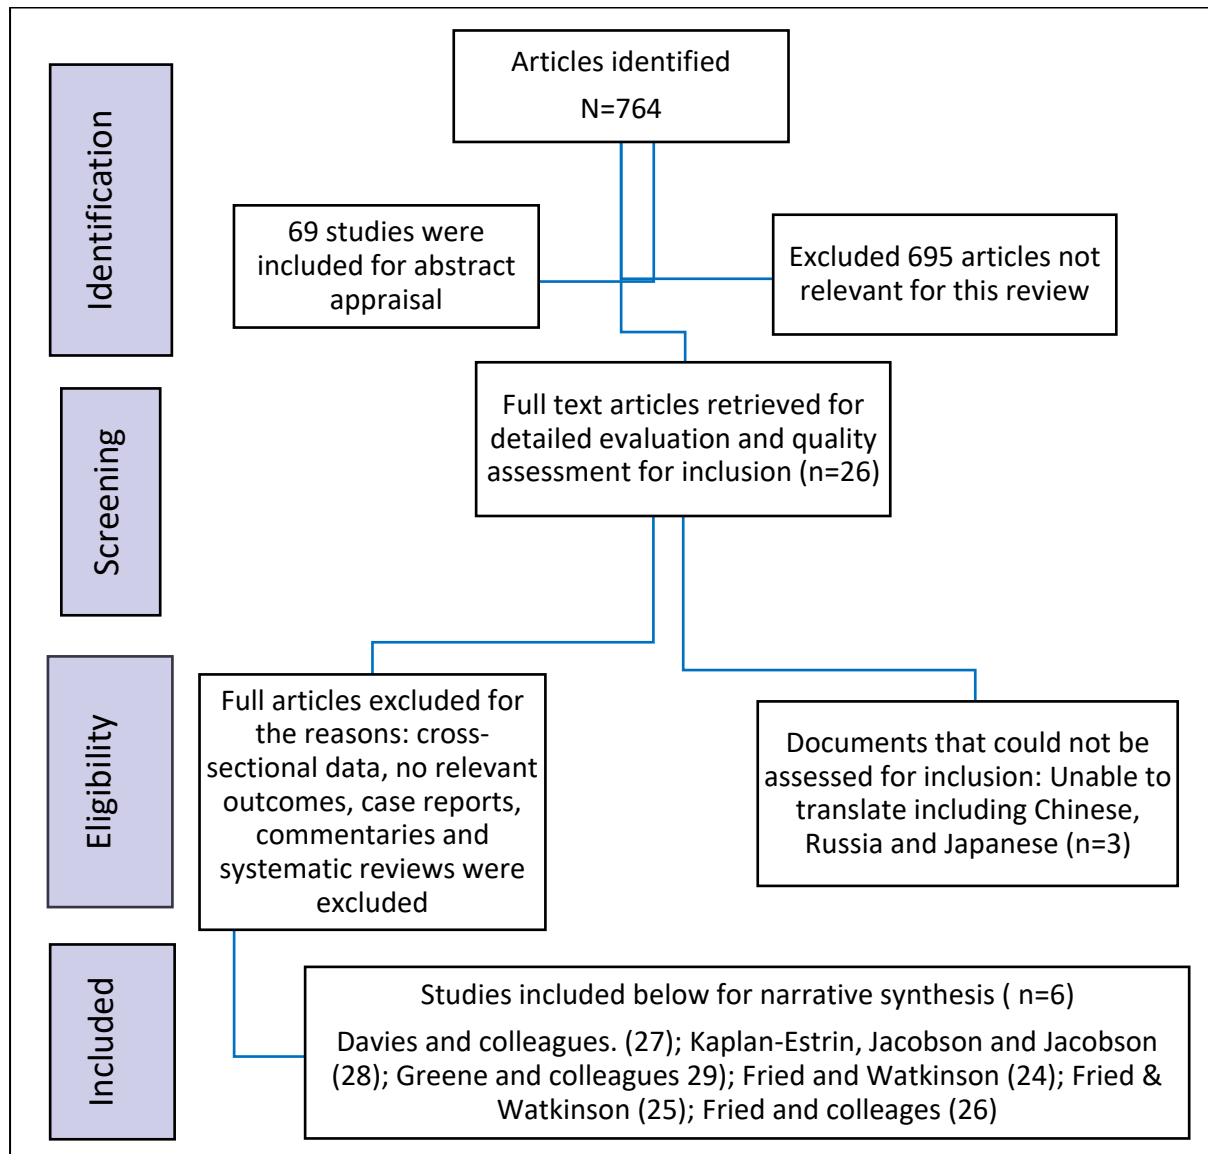 Identification
Articles identified
N=764
69 studies were
included for abstract
appraisal
Excluded 695 articles not
relevant for this review
Screening
Full text articles retrieved for
detailed evaluation and quality
assessment for inclusion (n=26)
Eligibility
Full articles excluded for
the reasons: cross-
sectional data, no relevant
outcomes, case reports,
commentaries and
systematic reviews were
excluded
Documents that could not be
assessed for inclusion: Unable to
translate including Chinese,
Russia and Japanese (n=3)
Included
Studies included below for narrative synthesis ( n=6)
Davies and colleagues. (27); Kaplan-Estrin, Jacobson and Jacobson
(28); Greene and colleagues 29); Fried and Watkinson (24); Fried &
Watkinson (25); Fried and colleages (26)